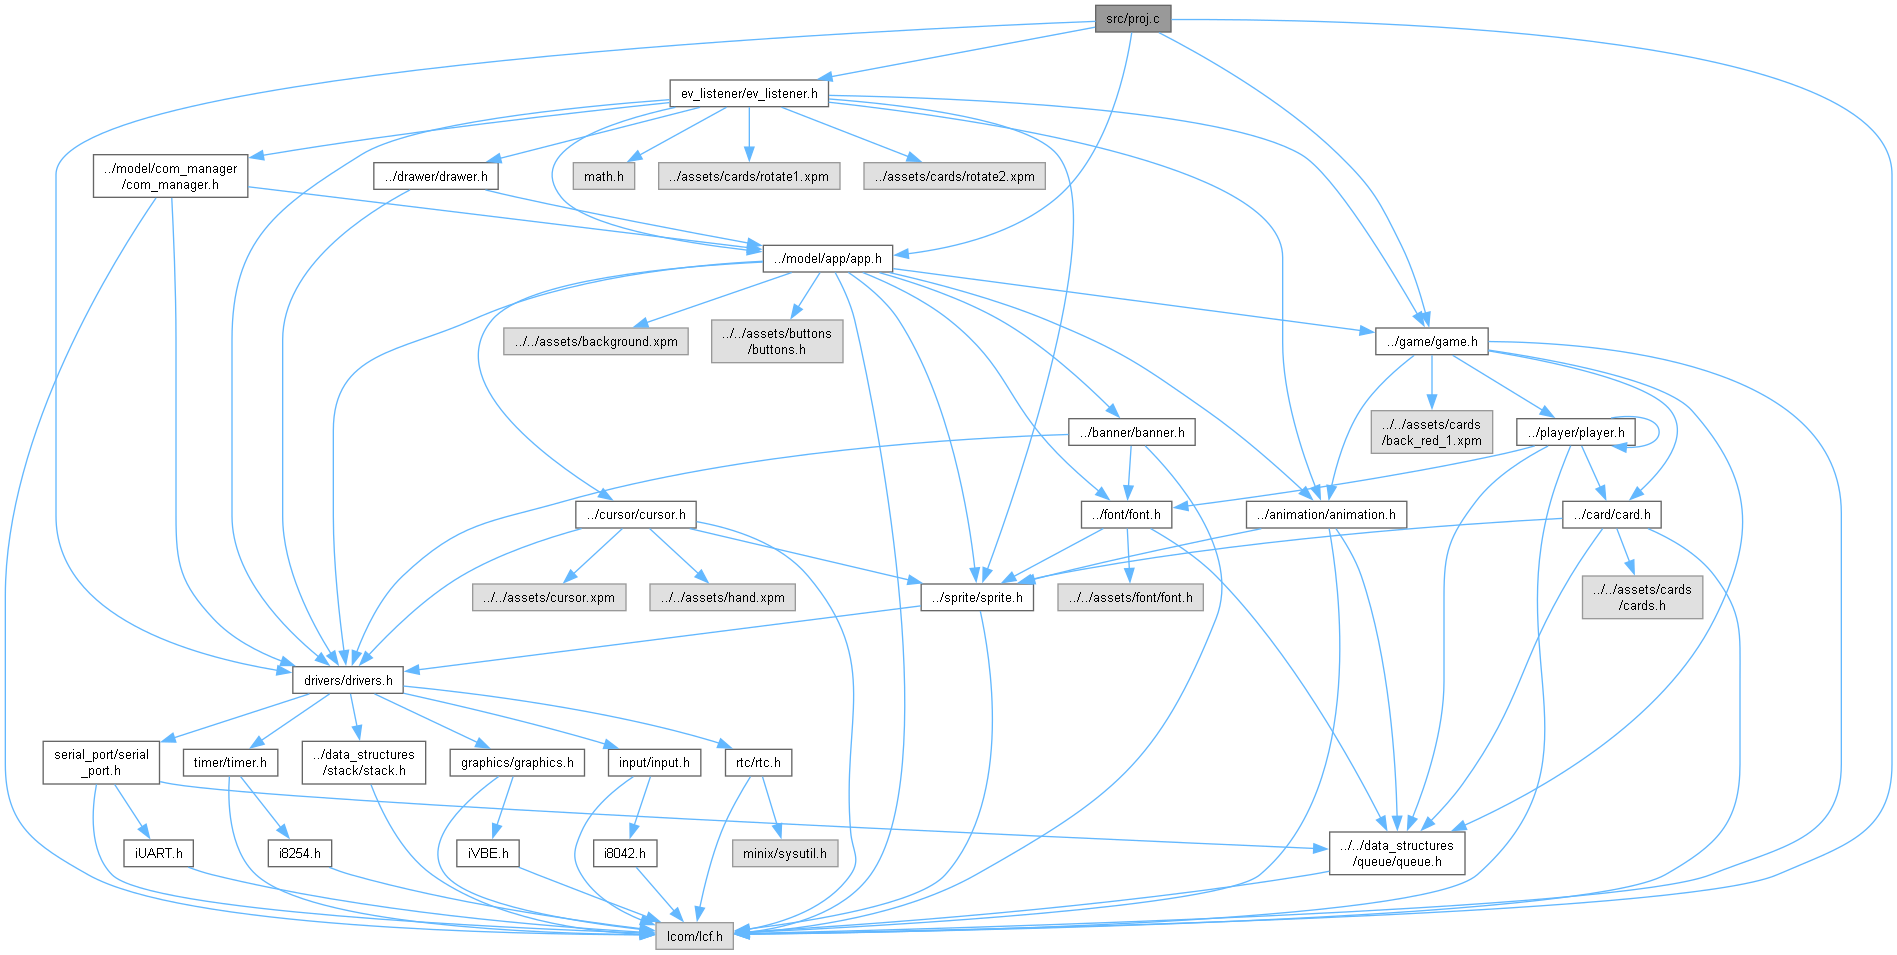 src/proj.c
ev_listener/ev_listener.h
../model/com_manager
/com_manager.h
../drawer/drawer.h
math.h
../assets/cards/rotate1.xpm
../assets/cards/rotate2.xpm
../model/app/app.h
../../assets/background.xpm
../../assets/buttons
/buttons.h
../game/game.h
../banner/banner.h
../../assets/cards
/back_red_1.xpm
../player/player.h
../cursor/cursor.h
../font/font.h
../animation/animation.h
../card/card.h
../../assets/cursor.xpm
../../assets/hand.xpm
../sprite/sprite.h
../../assets/font/font.h
../../assets/cards
/cards.h
drivers/drivers.h
serial_port/serial
_port.h
timer/timer.h
../data_structures
/stack/stack.h
graphics/graphics.h
input/input.h
rtc/rtc.h
iUART.h
i8254.h
iVBE.h
i8042.h
minix/sysutil.h
../../data_structures
/queue/queue.h
lcom/lcf.h